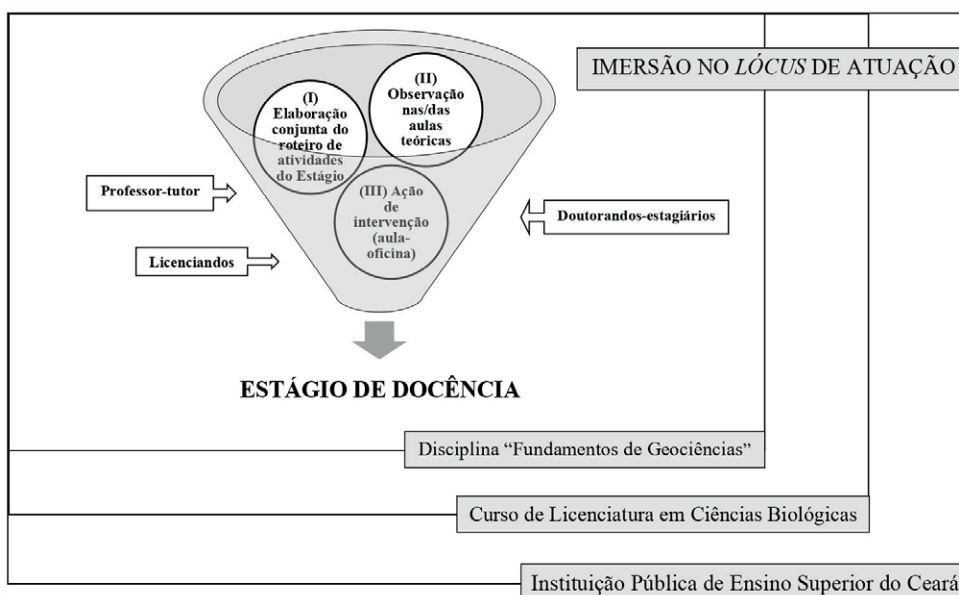 IMERSÃO NO LÓCUS DE ATUAÇÃO
(I)
Elaboração
conjunta do
roteiro de
atividades
do Estágio
(II)
Observação
nas/das
aulas
teóricas
(III) Ação
de
intervenção
(aula-
oficina)
Professor-tutor
Licenciandos
Doutorandos-estagiários
ESTÁGIO DE DOCÊNCIA
Disciplina “Fundamentos de Geociências”
Curso de Licenciatura em Ciências Biológicas
Instituição Pública de Ensino Superior do Ceará